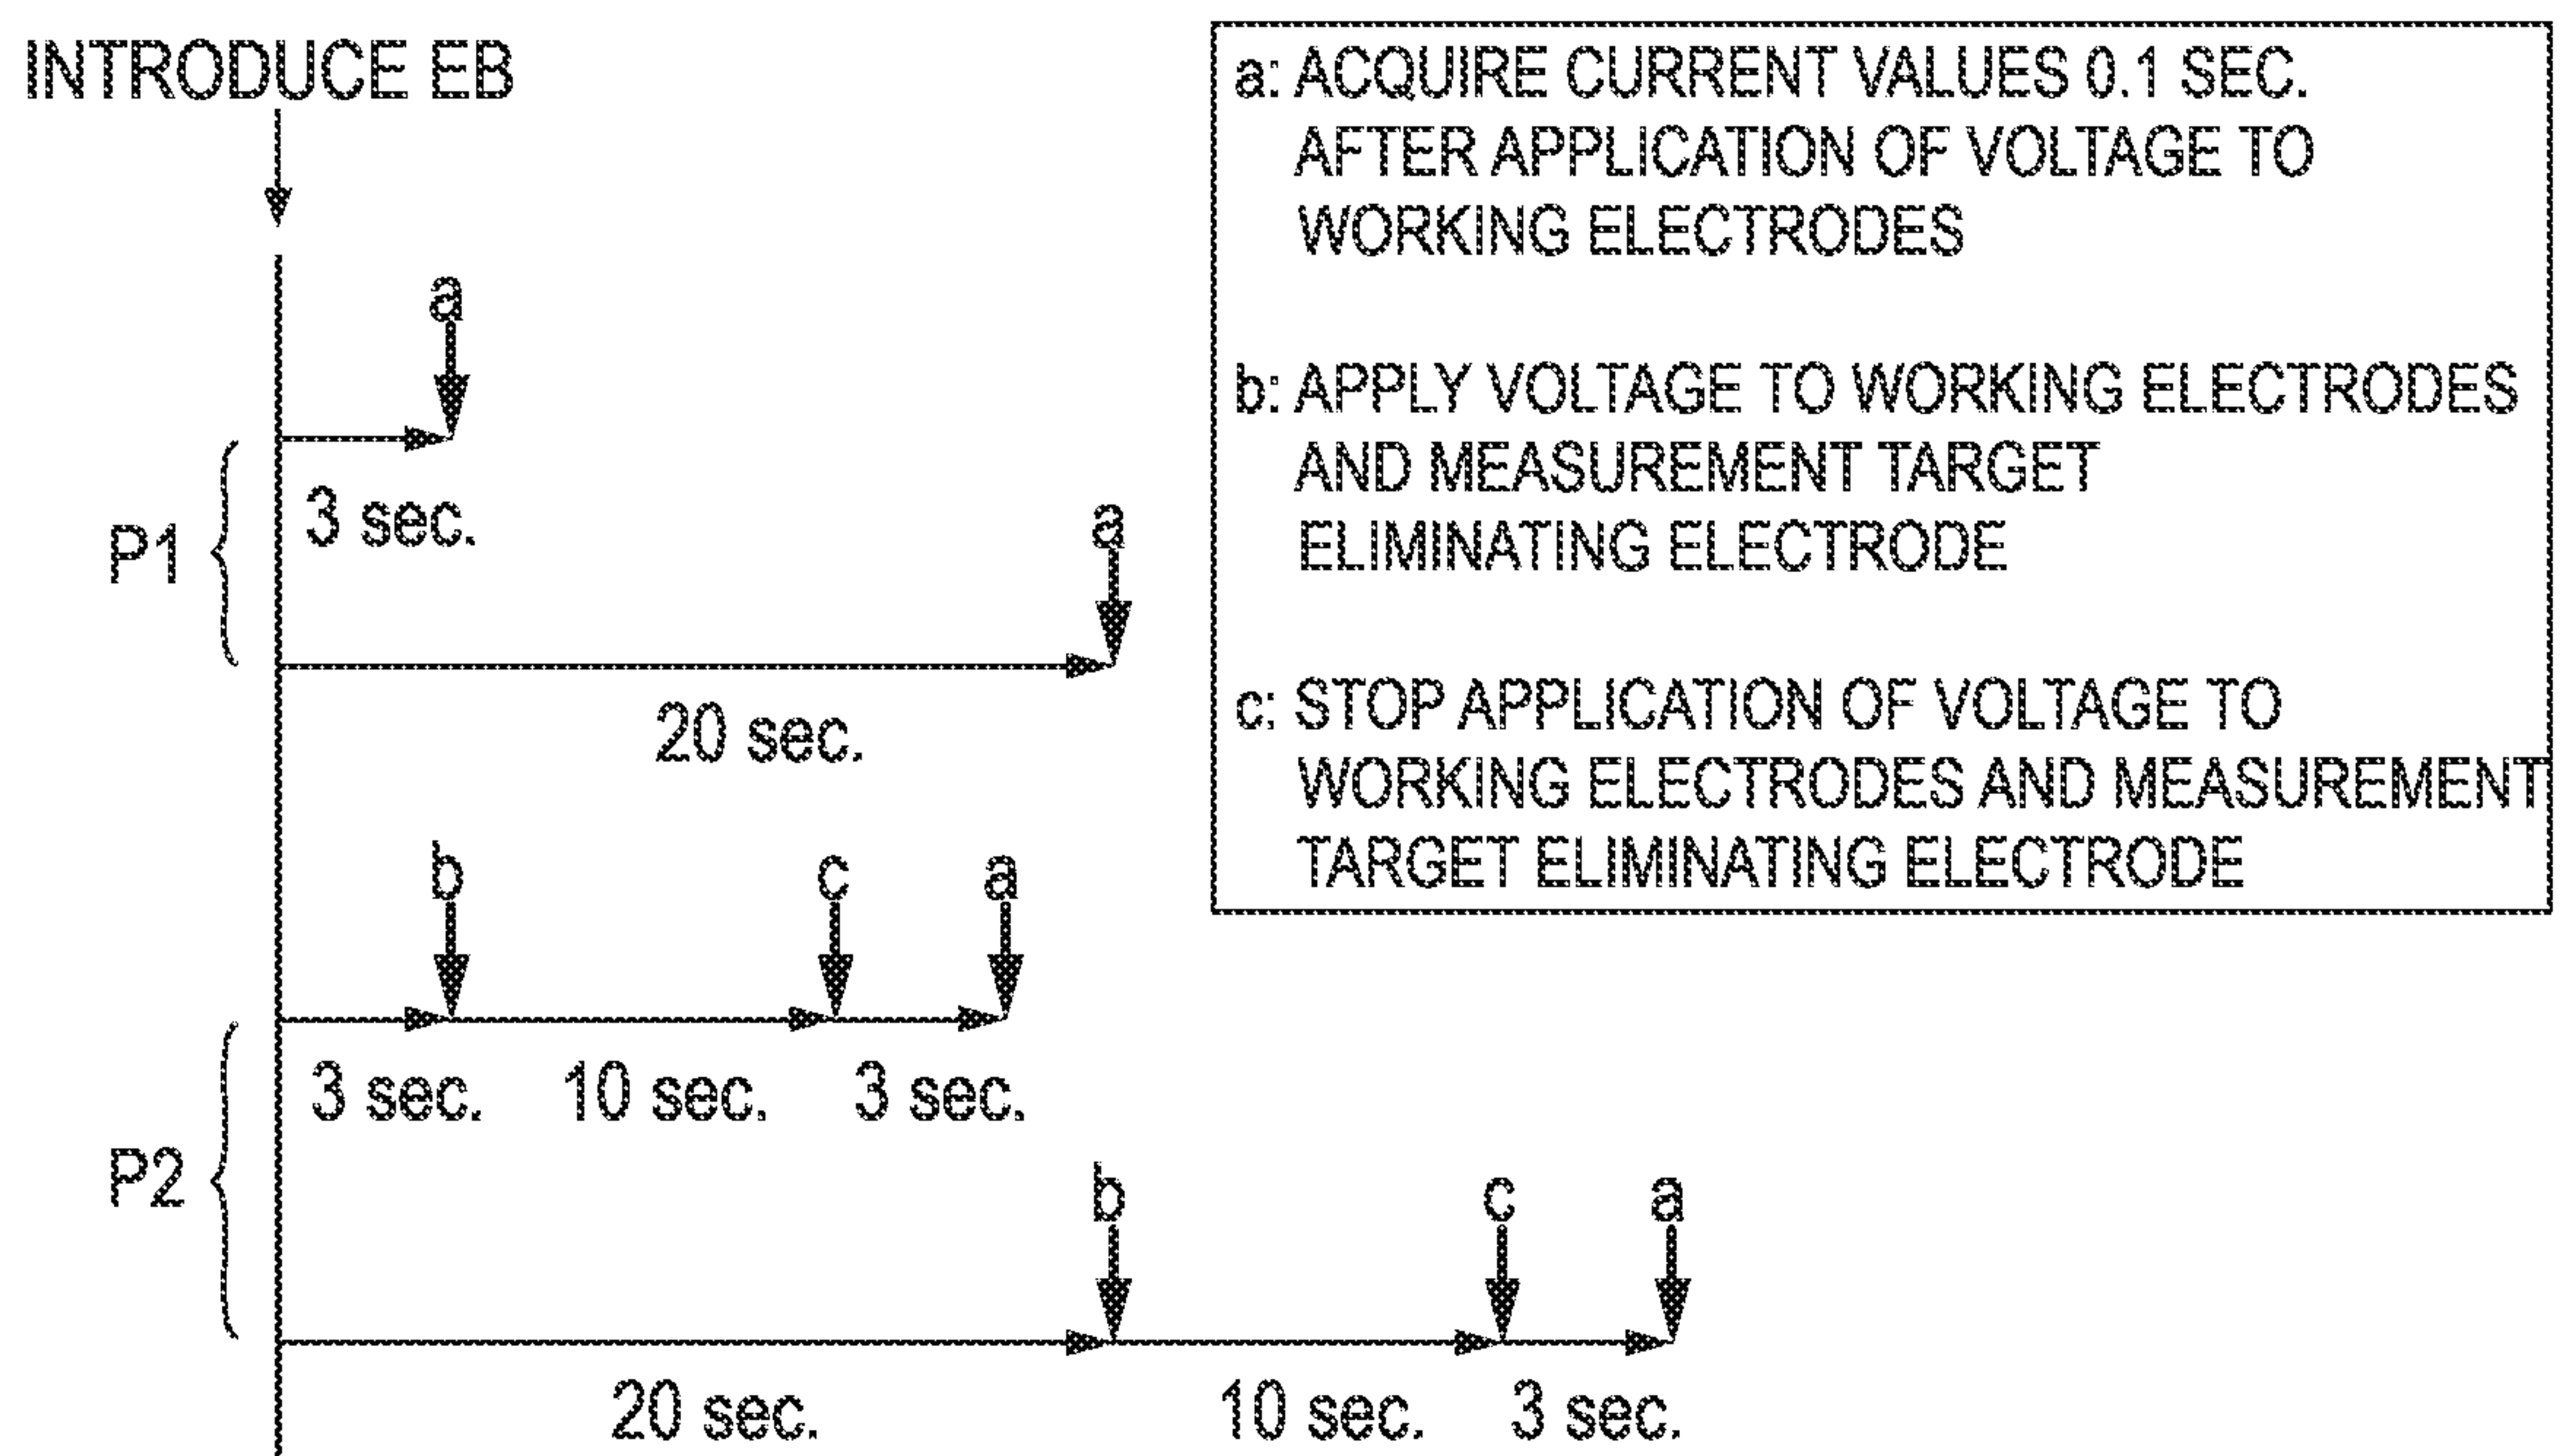 INTRODUCE EB
a: ACQUIRE CURRENT VALUES 0.1 SEC.
AFTER APPLICATION OF VOLTAGE TO
WORKING ELECTRODES
b: APPLY VOLTAGE TO WORKING ELECTRODES
AND MEASUREMENT TARGET
ELIMINATING ELECTRODE
c: STOP APPLICATION OF VOLTAGE TO
WORKING ELECTRODES AND MEASUREMENT
TARGET ELIMINATING ELECTRODE
a
3 sec.
P1
a
20 sec.
b c a
3 sec. 10 sec. 3 sec.
P2
b c a
20 sec. 10 sec. 3 sec.